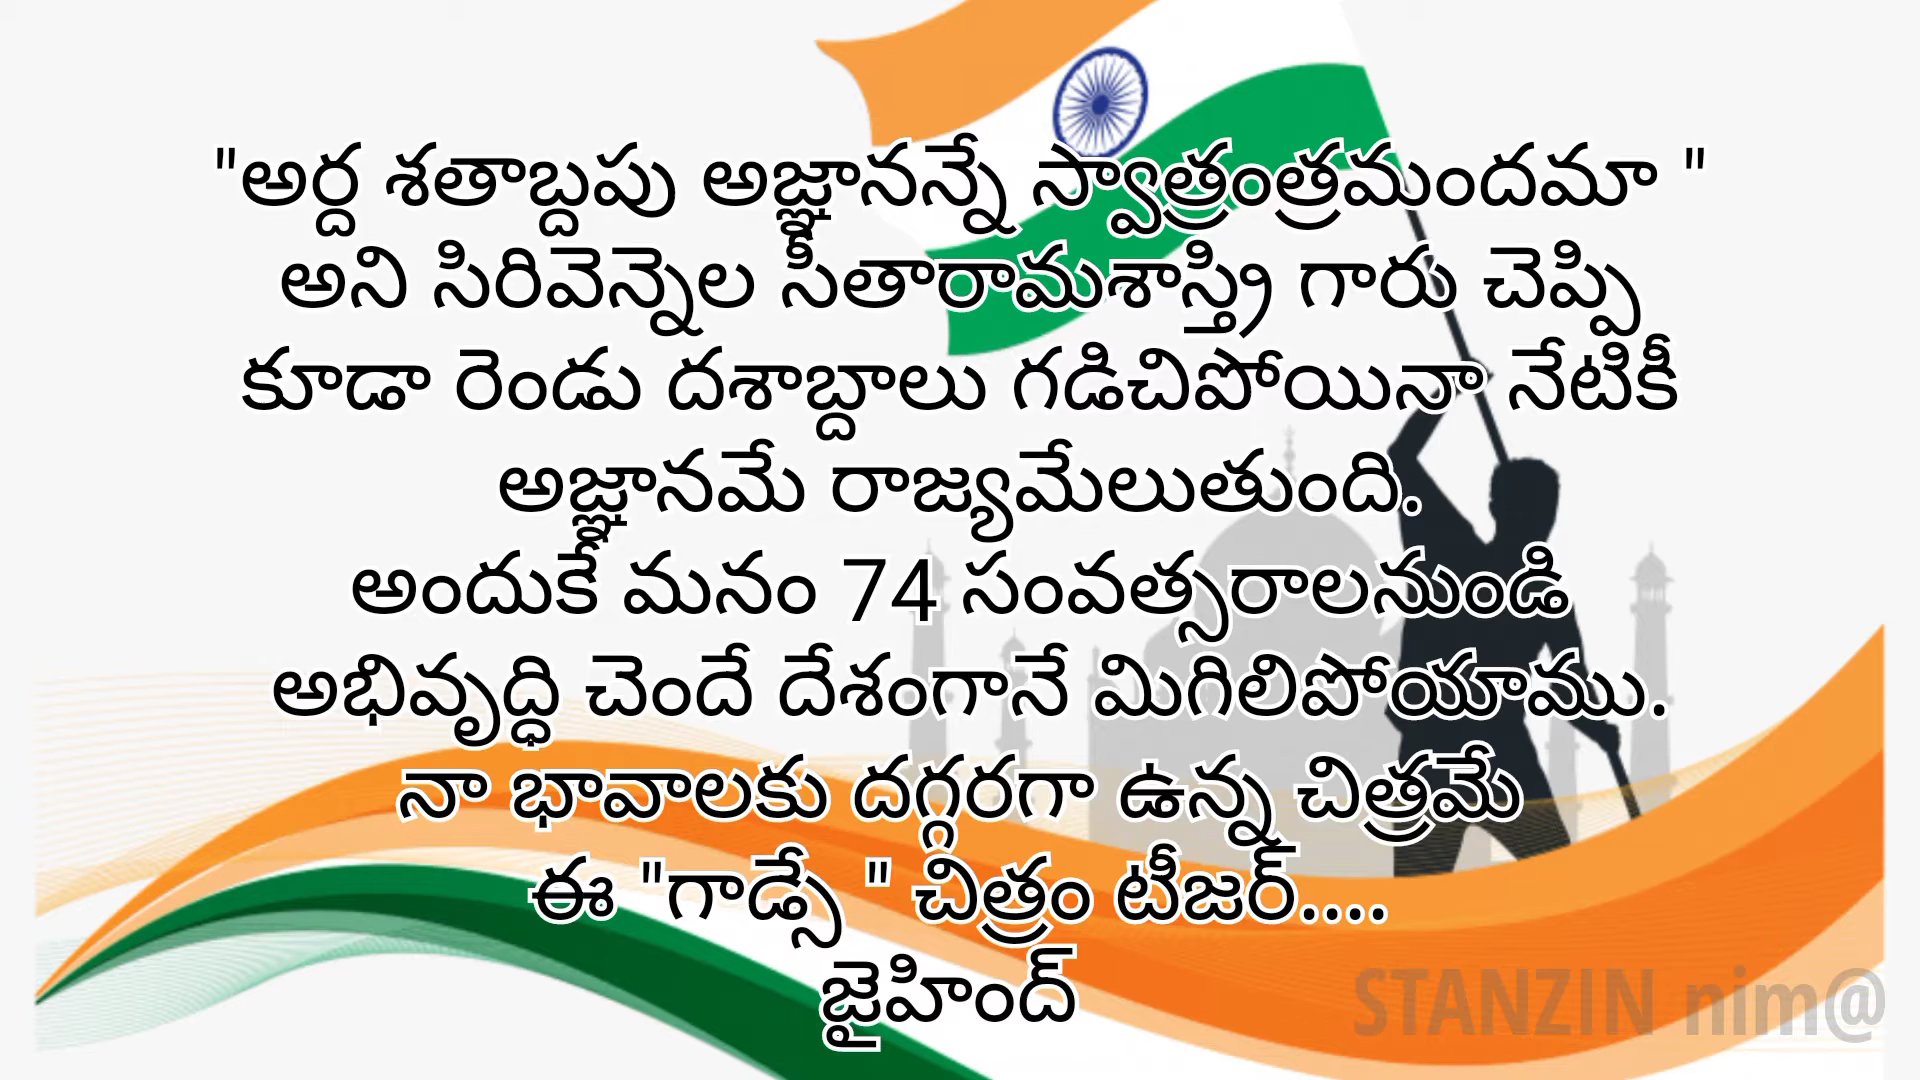 "అర్ద శతాబ్దపు అజ్ఞానన్నే స్వాత్రంత్రమందమా "
అని సిరివెన్నెల సీతారామశాస్త్రి గారు చెప్పి
కూడా రెండు దశాబ్దాలు గడిచిపోయినా నేటికీ
అజ్ఞానమే రాజ్యమేలుతుంది.
అందుకే మనం 74 సంవత్సరాలనుండి
అభివృద్ధి చెందే దేశంగానే మిగిలిపోయాము.
నా భావాలకు దగ్గరగా ఉన్న చిత్రమే
ఈ "గాడ్సే " చిత్రం టీజర్....
జైహింద్
STANZIN nim@